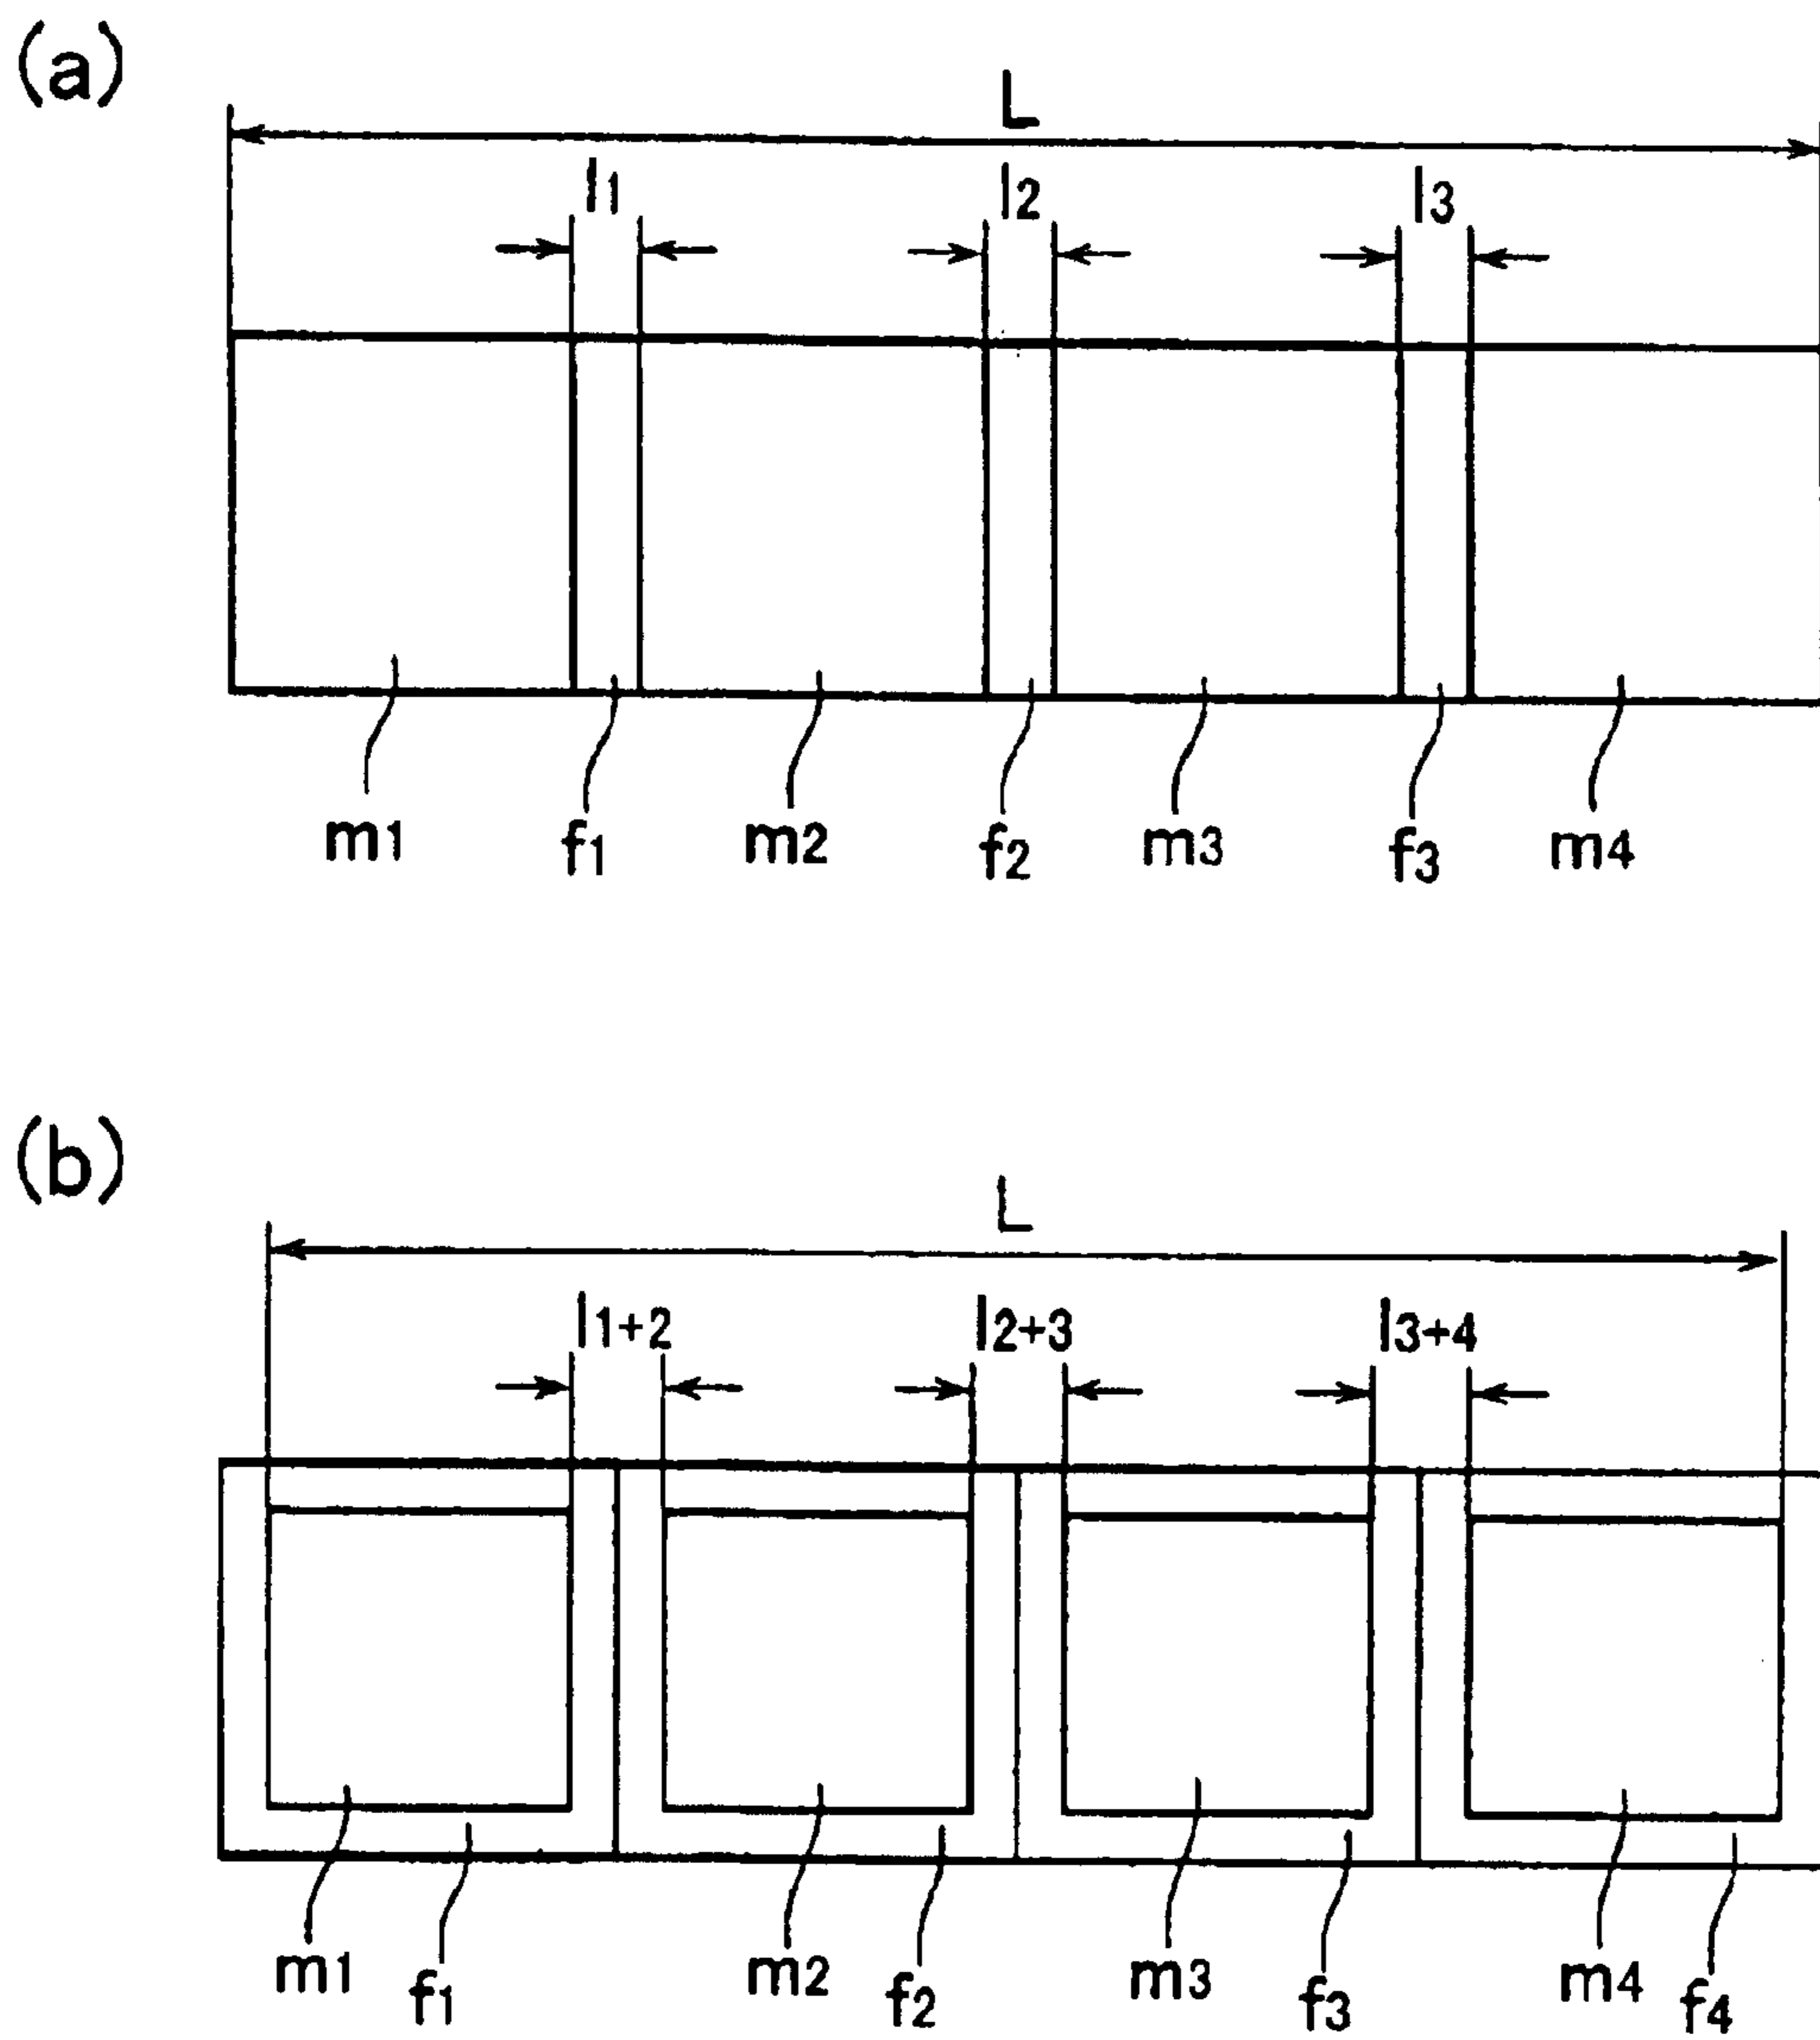 (a)
L
l1 l2 l3
m1 f1 m2 f2 m3 f3 m4
(b)
L
l1+2 l2+3 l3+4
m1 f1 m2 f2 m3 f3 m4 f4